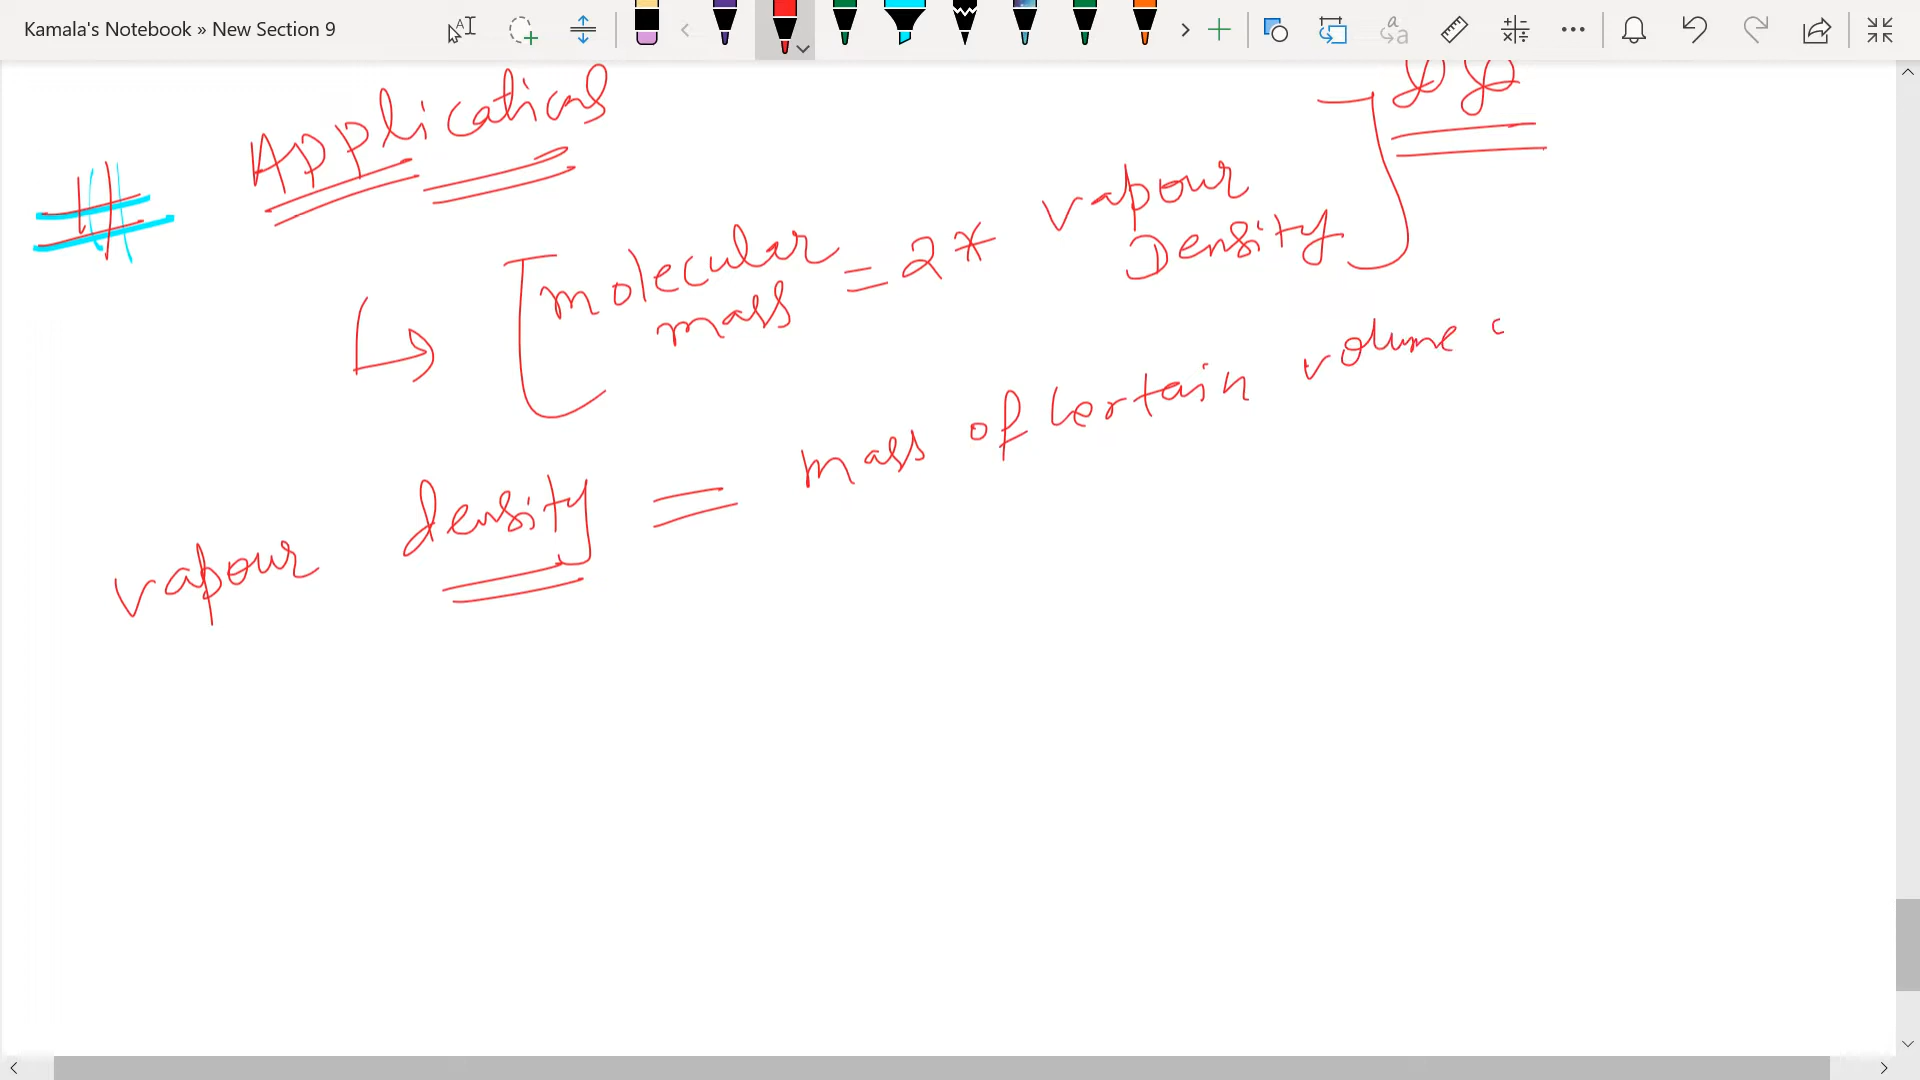 Kamala's Notebook » New Section 9
# Applications
[molecular mass = 2* vapour Density]
vapour density = mass of certain volume